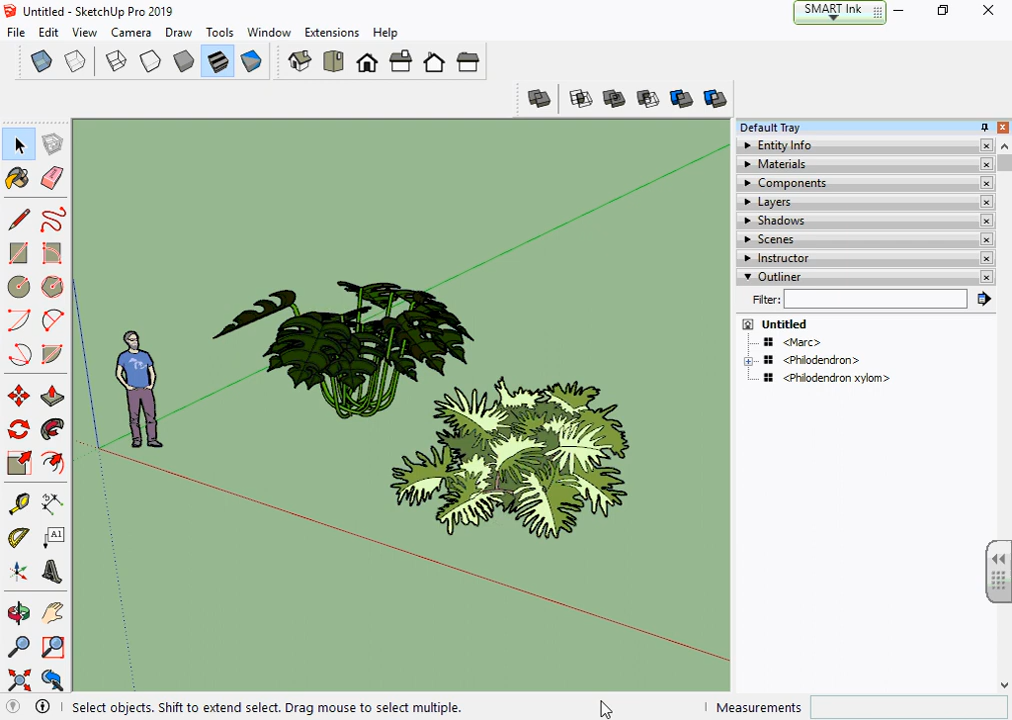 Untitled - SketchUp Pro 2019
SMART Ink
File Edit View Camera Draw Tools Window Extensions Help
Default Tray
Entity Info
Materials
Components
Layers
Shadows
Scenes
Instructor
Outliner
Filter:
Untitled
<Marc>
<Philodendron>
<Philodendron xylom>
A1
Select objects. Shift to extend select. Drag mouse to select multiple.
Measurements